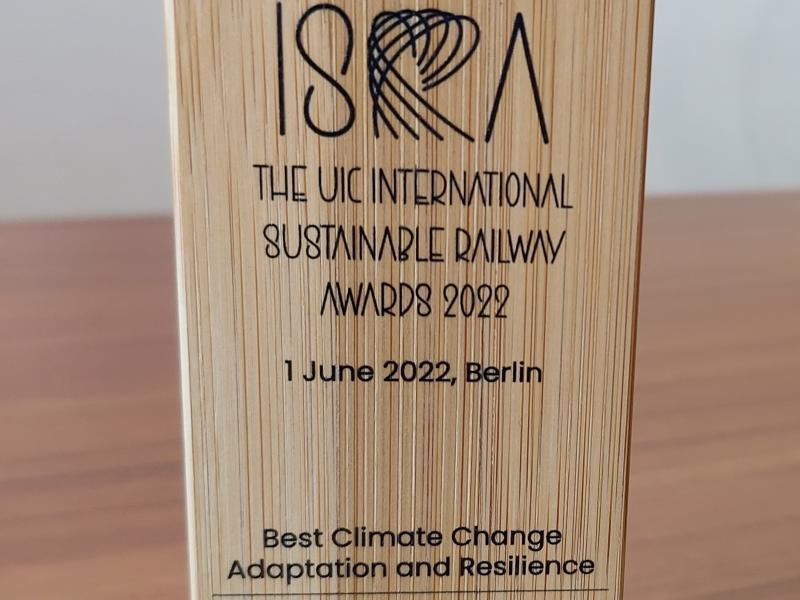 ISRA
THE UIC INTERNATIONAL
SUSTAINABLE RAILWAY
AWARDS 2022
1 June 2022, Berlin
Best Climate Change
Adaptation and Resilience